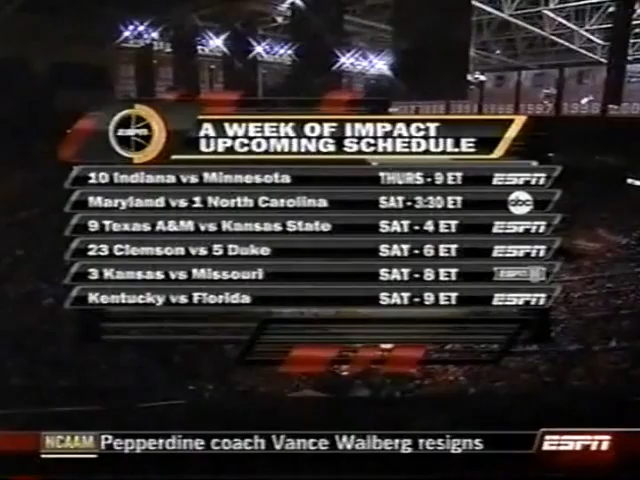 ESPN
A WEEK OF IMPACT
UPCOMING SCHEDULE
10 Indiana vs Minnesota THURS - 9 ET ESPN
Maryland vs 1 North Carolina SAT - 3:30 ET abc
9 Texas A&M vs Kansas State SAT - 4 ET ESPN
23 Clemson vs 5 Duke SAT - 6 ET ESPN
3 Kansas vs Missouri SAT - 8 ET ESPN
Kentucky vs Florida SAT - 9 ET ESPN
NCAAM Pepperdine coach Vance Walberg resigns ESPN